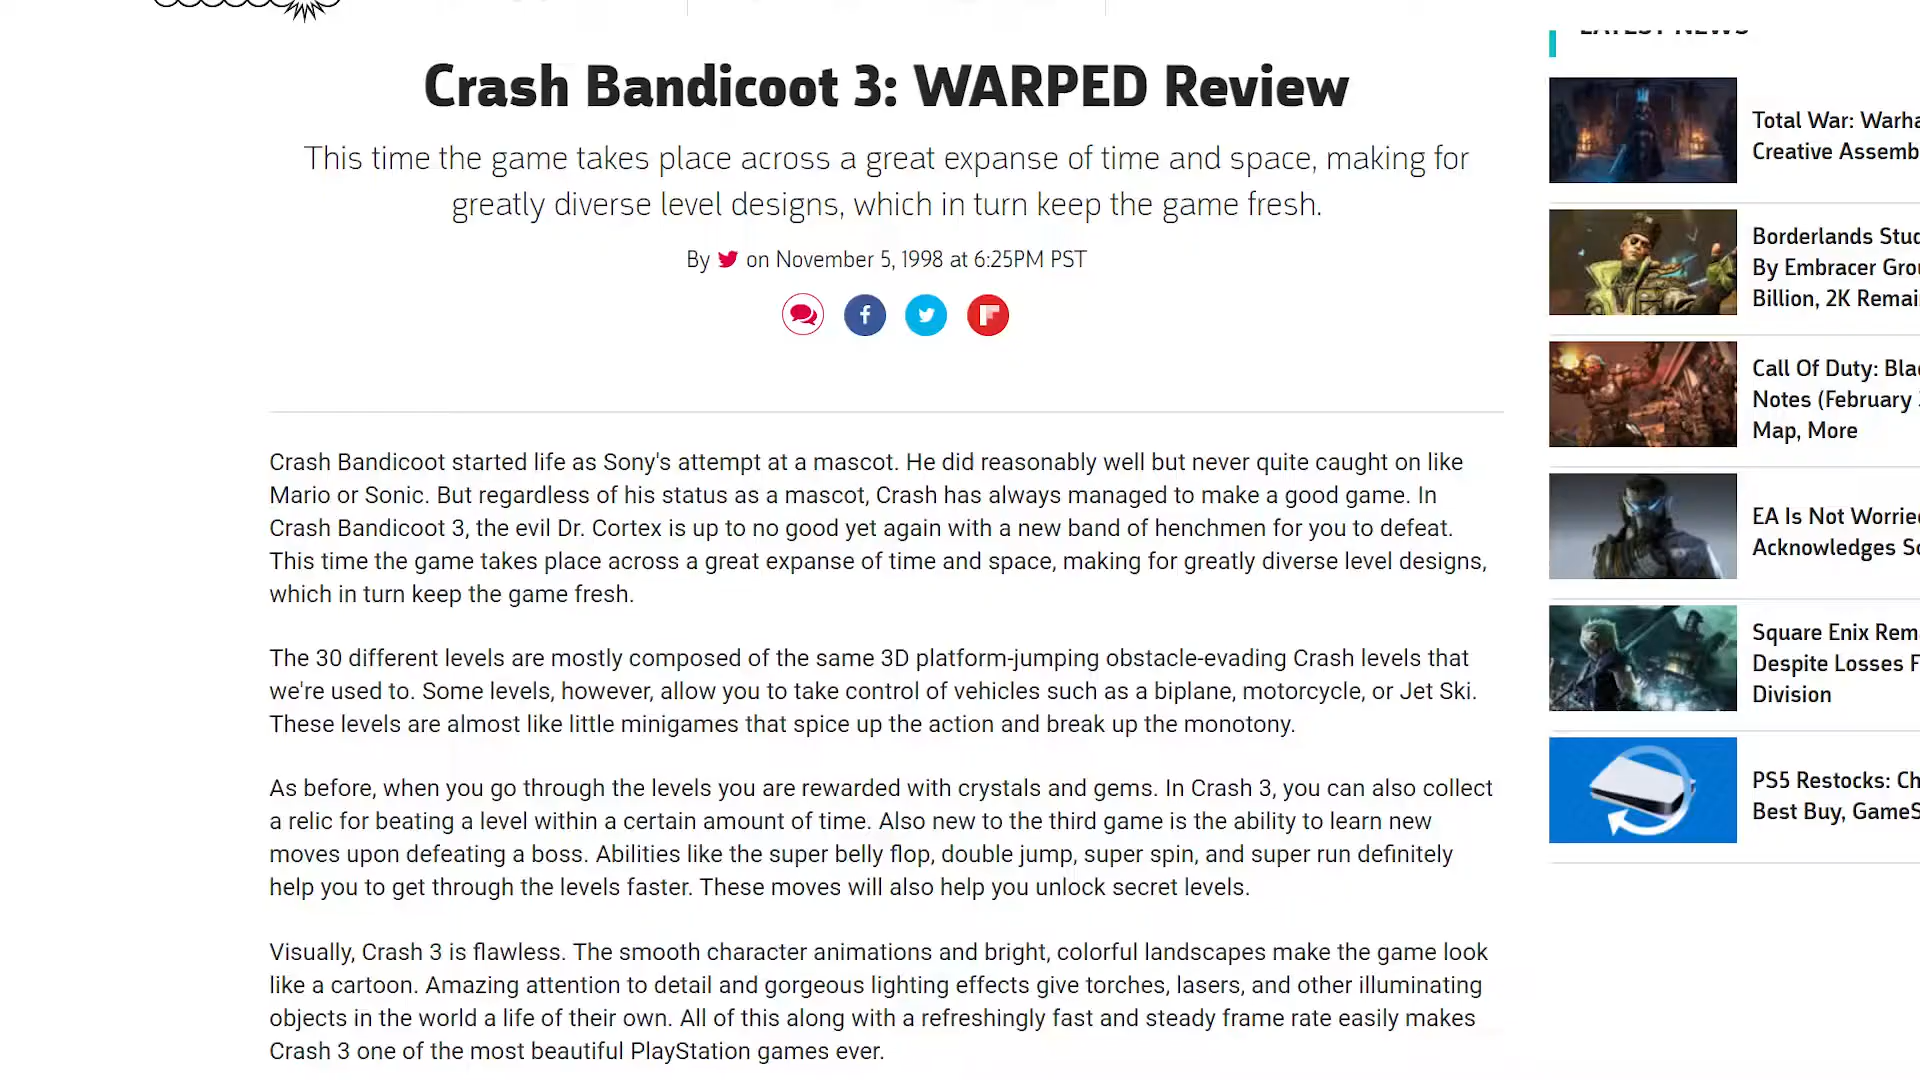 Crash Bandicoot 3: WARPED Review
This time the game takes place across a great expanse of time and space, making for
greatly diverse level designs, which in turn keep the game fresh.
By on November 5, 1998 at 6:25PM PST
Crash Bandicoot started life as Sony's attempt at a mascot. He did reasonably well but never quite caught on like
Mario or Sonic. But regardless of his status as a mascot, Crash has always managed to make a good game. In
Crash Bandicoot 3, the evil Dr. Cortex is up to no good yet again with a new band of henchmen for you to defeat.
This time the game takes place across a great expanse of time and space, making for greatly diverse level designs,
which in turn keep the game fresh.
The 30 different levels are mostly composed of the same 3D platform-jumping obstacle-evading Crash levels that
we're used to. Some levels, however, allow you to take control of vehicles such as a biplane, motorcycle, or Jet Ski.
These levels are almost like little minigames that spice up the action and break up the monotony.
As before, when you go through the levels you are rewarded with crystals and gems. In Crash 3, you can also collect
a relic for beating a level within a certain amount of time. Also new to the third game is the ability to learn new
moves upon defeating a boss. Abilities like the super belly flop, double jump, super spin, and super run definitely
help you to get through the levels faster. These moves will also help you unlock secret levels.
Visually, Crash 3 is flawless. The smooth character animations and bright, colorful landscapes make the game look
like a cartoon. Amazing attention to detail and gorgeous lighting effects give torches, lasers, and other illuminating
objects in the world a life of their own. All of this along with a refreshingly fast and steady frame rate easily makes
Crash 3 one of the most beautiful PlayStation games ever.
LATEST NEWS
Total War: Warha
Creative Assemb
Borderlands Stud
By Embracer Gro
Billion, 2K Remai
Call Of Duty: Bla
Notes (February
Map, More
EA Is Not Worrie
Acknowledges So
Square Enix Rem
Despite Losses F
Division
PS5 Restocks: Ch
Best Buy, GameS